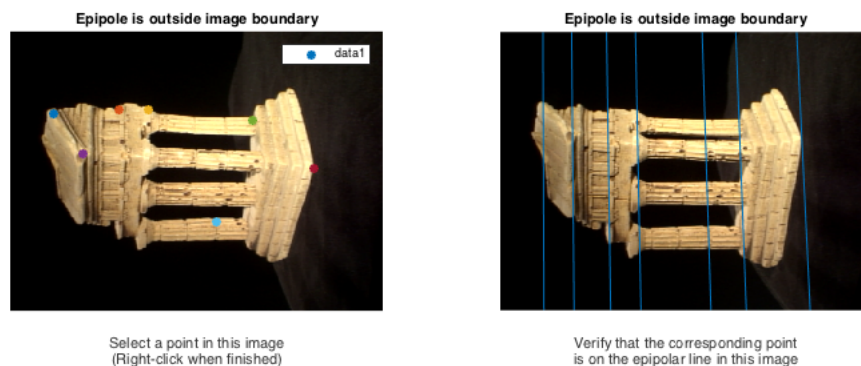 Epipole is outside image boundary
data1
Select a point in this image
(Right-click when finished)
Epipole is outside image boundary
Verify that the corresponding point
is on the epipolar line in this image